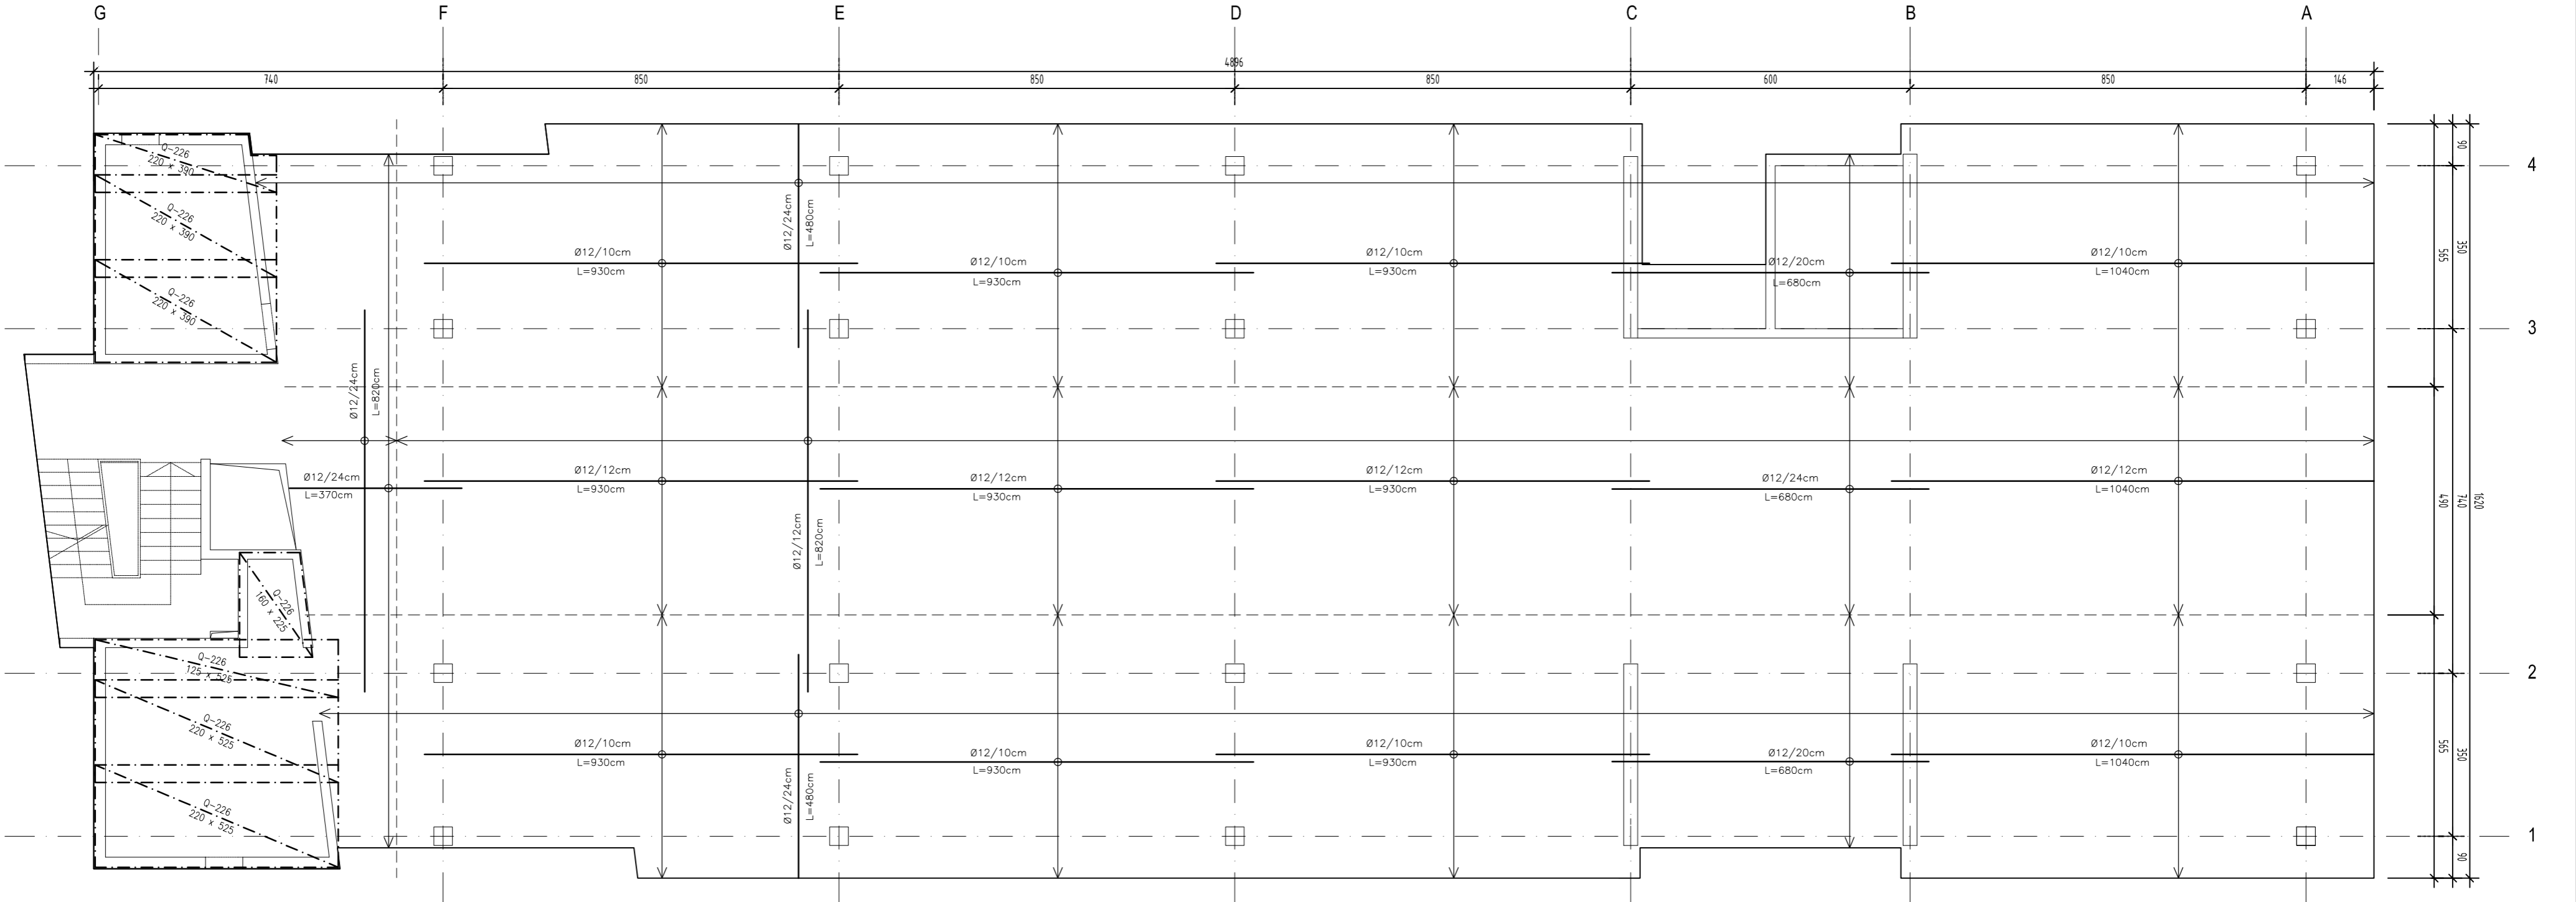 G F E D C B A
4896
740 850 850 850 600 850 146
90
4
Q-226
220 x 390
Q-226
220 x 390
Q-226
220 x 390
Ø12/24cm
L=480cm
Ø12/10cm
L=930cm
Ø12/10cm
L=930cm
Ø12/10cm
L=930cm
Ø12/20cm
L=680cm
Ø12/10cm
L=1040cm
565
350
3
Ø12/24cm
L=820cm
Ø12/24cm
L=370cm
Ø12/12cm
L=930cm
Ø12/12cm
L=820cm
Ø12/12cm
L=930cm
Ø12/12cm
L=930cm
Ø12/24cm
L=680cm
Ø12/12cm
L=1040cm
490
740
1620
Q-226
160 x 225
Q-226
125 x 525
2
Q-226
220 x 525
Q-226
220 x 525
Ø12/10cm
L=930cm
Ø12/24cm
L=480cm
Ø12/10cm
L=930cm
Ø12/10cm
L=930cm
Ø12/20cm
L=680cm
Ø12/10cm
L=1040cm
565
350
1
90